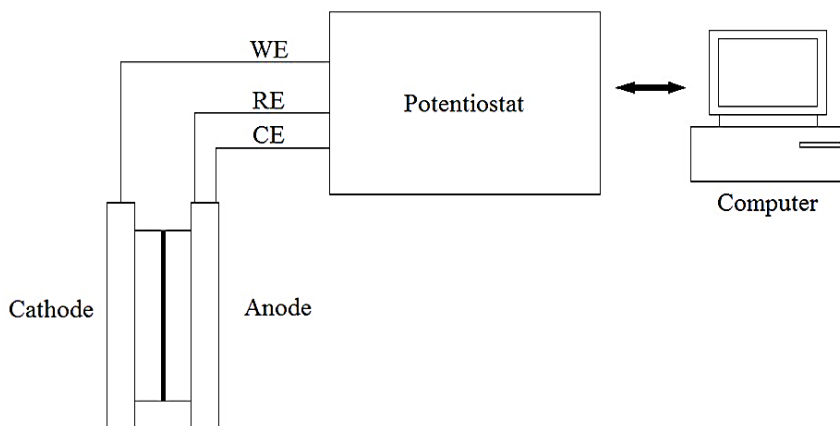 WE
RE
CE
Potentiostat
Computer
Cathode
Anode